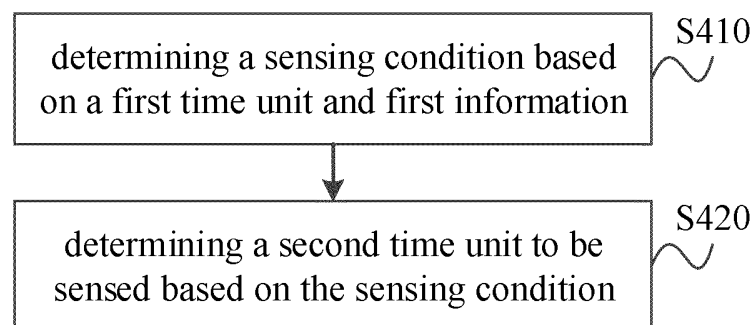 S410
determining a sensing condition based
on a first time unit and first information
S420
determining a second time unit to be
sensed based on the sensing condition